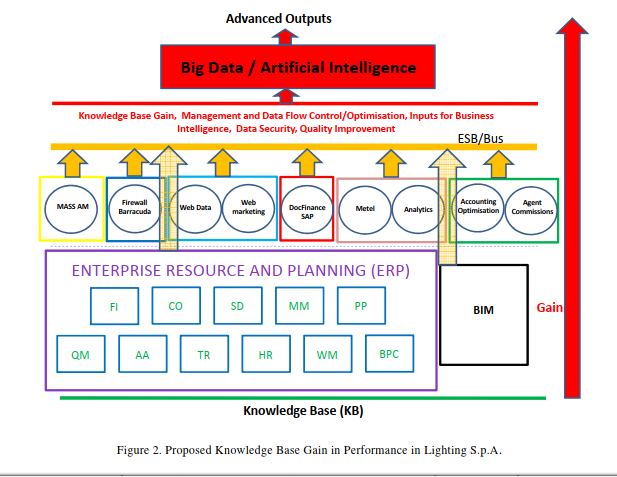 Advanced Outputs
Big Data / Artificial Intelligence
Knowledge Base Gain, Management and Data Flow Control/Optimisation, Inputs for Business
Intelligence, Data Security, Quality Improvement
ESB/Bus
MASS AM
Firewall
Barracuda
Web Data
Web
marketing
DocFinance
SAP
Metel
Analytics
Accounting
Optimisation
Agent
Commissions
ENTERPRISE RESOURCE AND PLANNING (ERP)
FI
CO
SD
MM
PP
QM
AA
TR
HR
WM
BPC
BIM
Gain
Knowledge Base (KB)
Figure 2. Proposed Knowledge Base Gain in Performance in Lighting S.p.A.